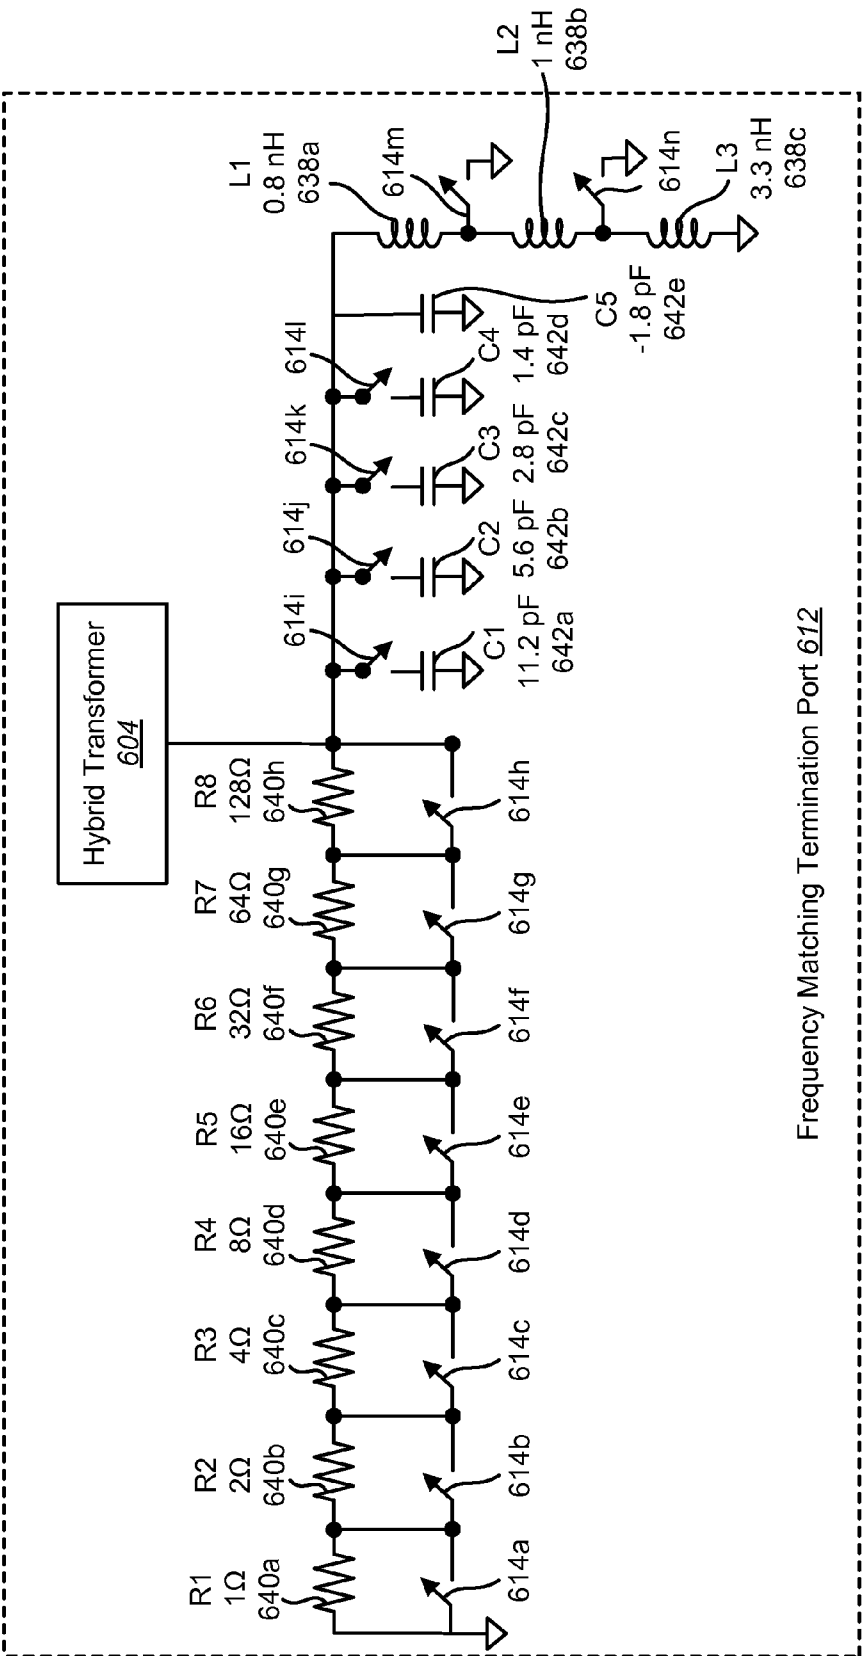 Hybrid Transformer
604
R1
1Ω
640a
R2
2Ω
640b
R3
4Ω
640c
R4
8Ω
640d
R5
16Ω
640e
R6
32Ω
640f
R7
64Ω
640g
R8
128Ω
640h
614a
614b
614c
614d
614e
614f
614g
614h
614i
614j
614k
614l
C1
11.2 pF
642a
C2
5.6 pF
642b
C3
2.8 pF
642c
C4
1.4 pF
642d
C5
-1.8 pF
642e
L1
0.8 nH
638a
614m
L2
1 nH
638b
614n
L3
3.3 nH
638c
Frequency Matching Termination Port 612